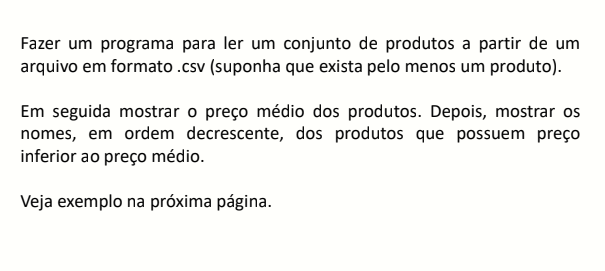 Fazer um programa para ler um conjunto de produtos a partir de um
arquivo em formato .csv (suponha que exista pelo menos um produto).
Em seguida mostrar o preço médio dos produtos. Depois, mostrar os
nomes, em ordem decrescente, dos produtos que possuem preço
inferior ao preço médio.
Veja exemplo na próxima página.